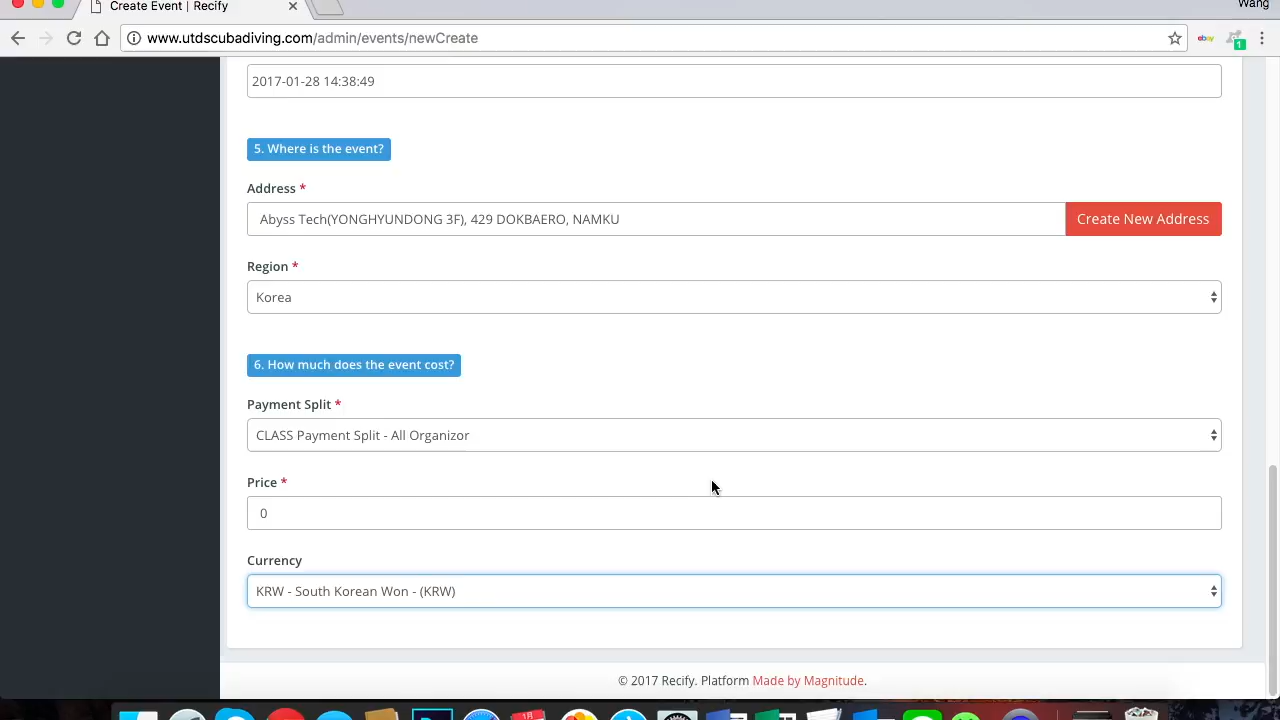 Wang
Create Event | Recify
www.utdscubadiving.com/admin/events/newCreate
ebay
1
2017-01-28 14:38:49
5. Where is the event?
Address *
Abyss Tech(YONGHYUNDONG 3F), 429 DOKBAERO, NAMKU
Create New Address
Region *
Korea
6. How much does the event cost?
Payment Split *
CLASS Payment Split - All Organizor
Price *
0
Currency
KRW - South Korean Won - (KRW)
© 2017 Recify. Platform Made by Magnitude.